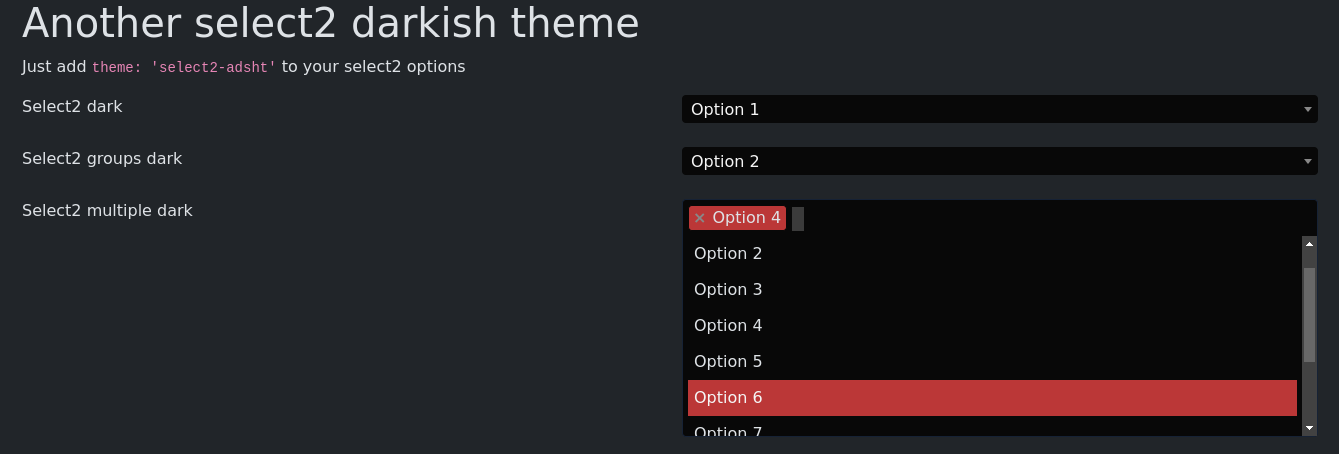 Another select2 darkish theme
Just add theme: 'select2-adsht' to your select2 options
Select2 dark
Option 1
Select2 groups dark
Option 2
Select2 multiple dark
× Option 4
Option 2
Option 3
Option 4
Option 5
Option 6
Option 7